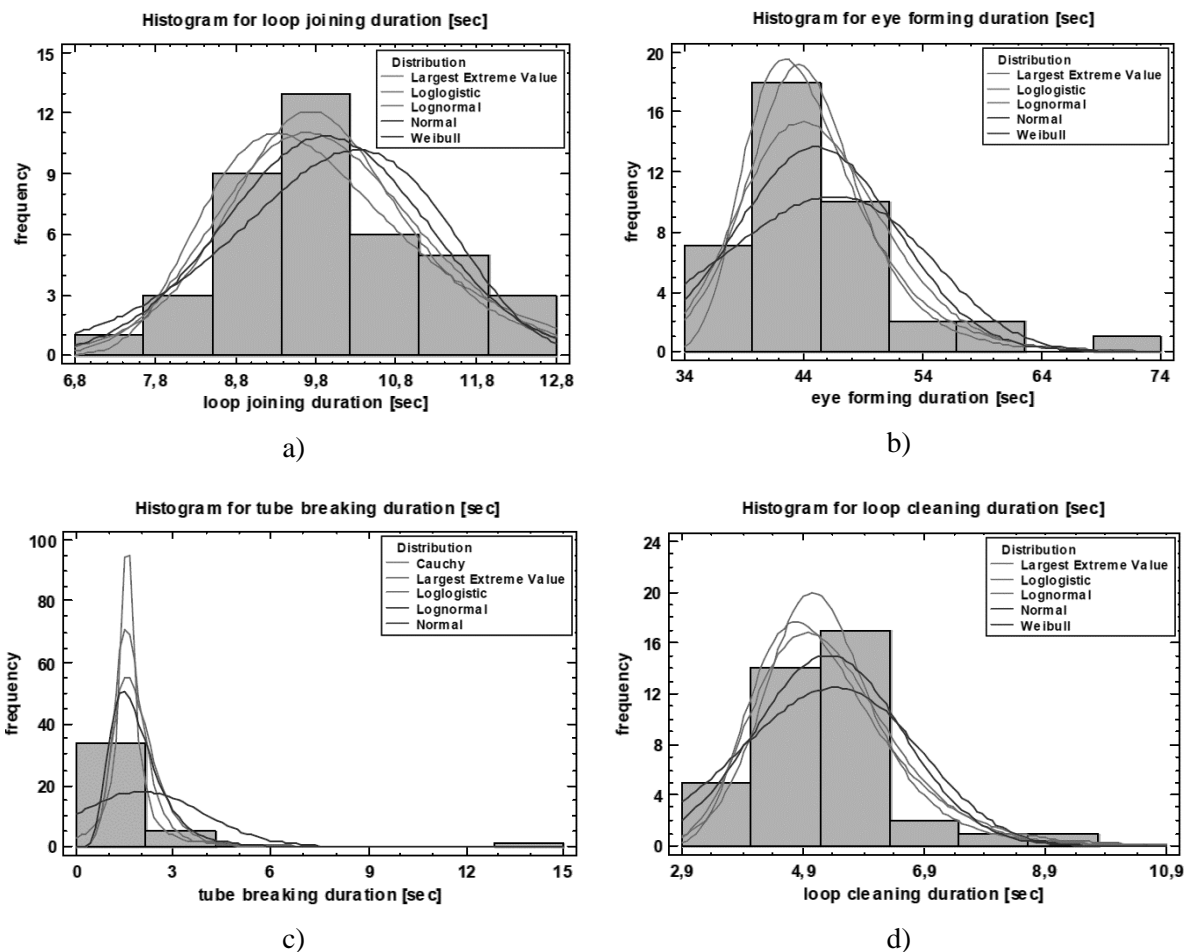 Histogram for loop joining duration [sec]
15
12
9
6
3
0
frequency
Distribution
Largest Extreme Value
Loglogistic
Lognormal
Normal
Weibull
6,8 7,8 8,8 9,8 10,8 11,8 12,8
loop joining duration [sec]
a)
Histogram for eye forming duration [sec]
20
16
12
8
4
0
frequency
Distribution
Largest Extreme Value
Loglogistic
Lognormal
Normal
Weibull
34 44 54 64 74
eye forming duration [sec]
b)
Histogram for tube breaking duration [sec]
100
80
60
40
20
0
frequency
Distribution
Cauchy
Largest Extreme Value
Loglogistic
Lognormal
Normal
0 3 6 9 12 15
tube breaking duration [sec]
c)
Histogram for loop cleaning duration [sec]
24
20
16
12
8
4
0
frequency
Distribution
Largest Extreme Value
Loglogistic
Lognormal
Normal
Weibull
2,9 4,9 6,9 8,9 10,9
loop cleaning duration [sec]
d)